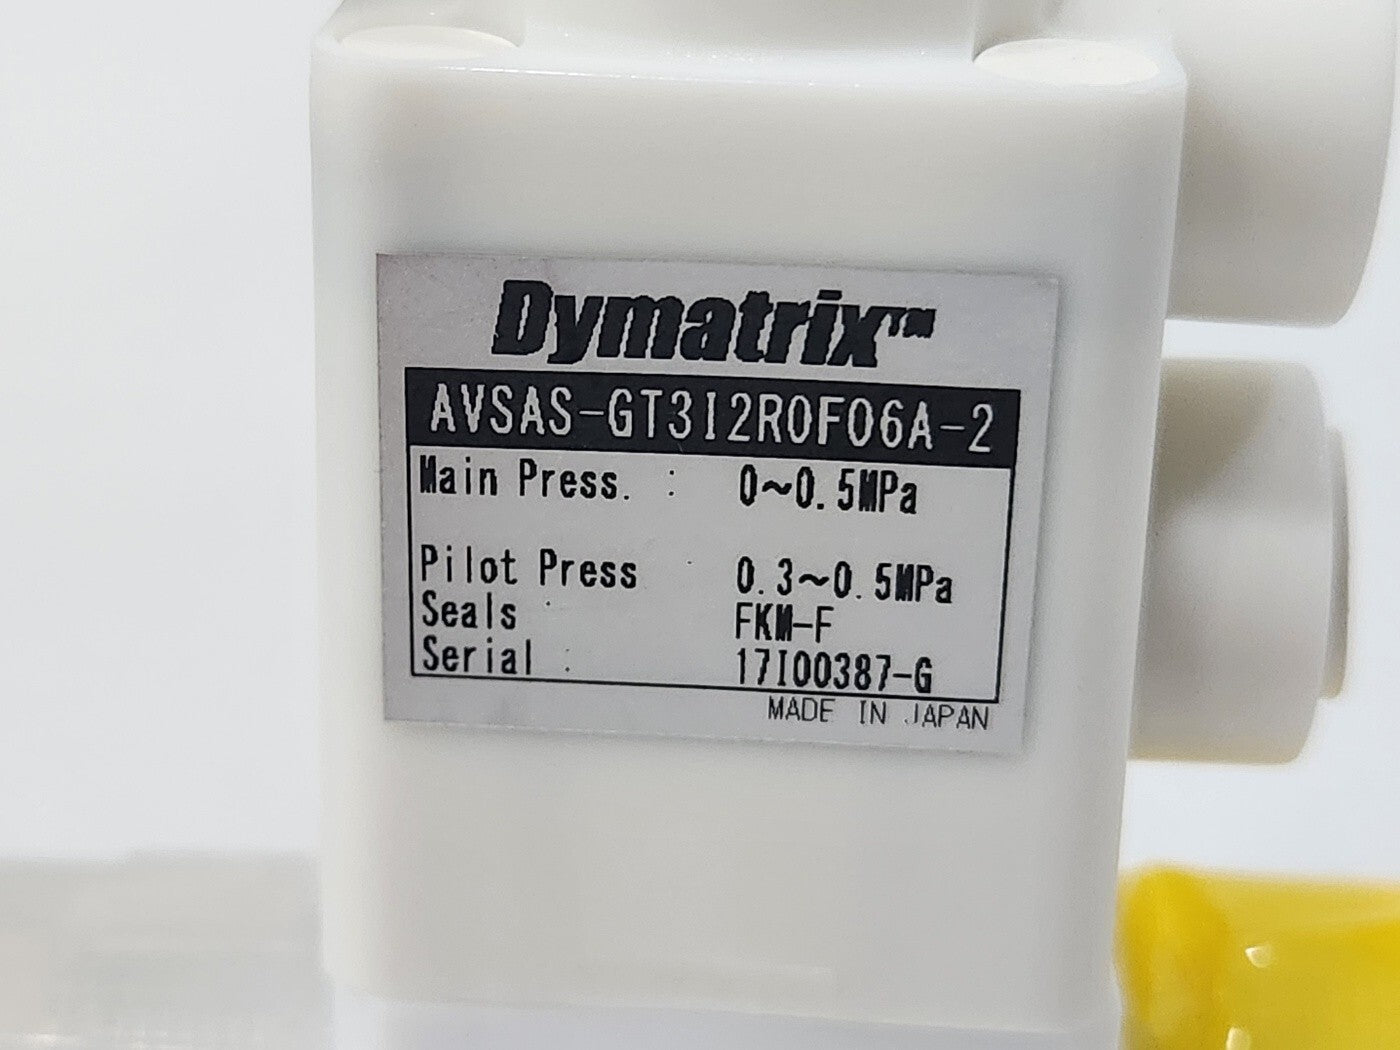 Dymatrix™
AVSAS-GT3I2R0F06A-2
Main Press. : 0~0.5MPa
Pilot Press : 0.3~0.5MPa
Seals : FKM-F
Serial : 17I00387-G
MADE IN JAPAN